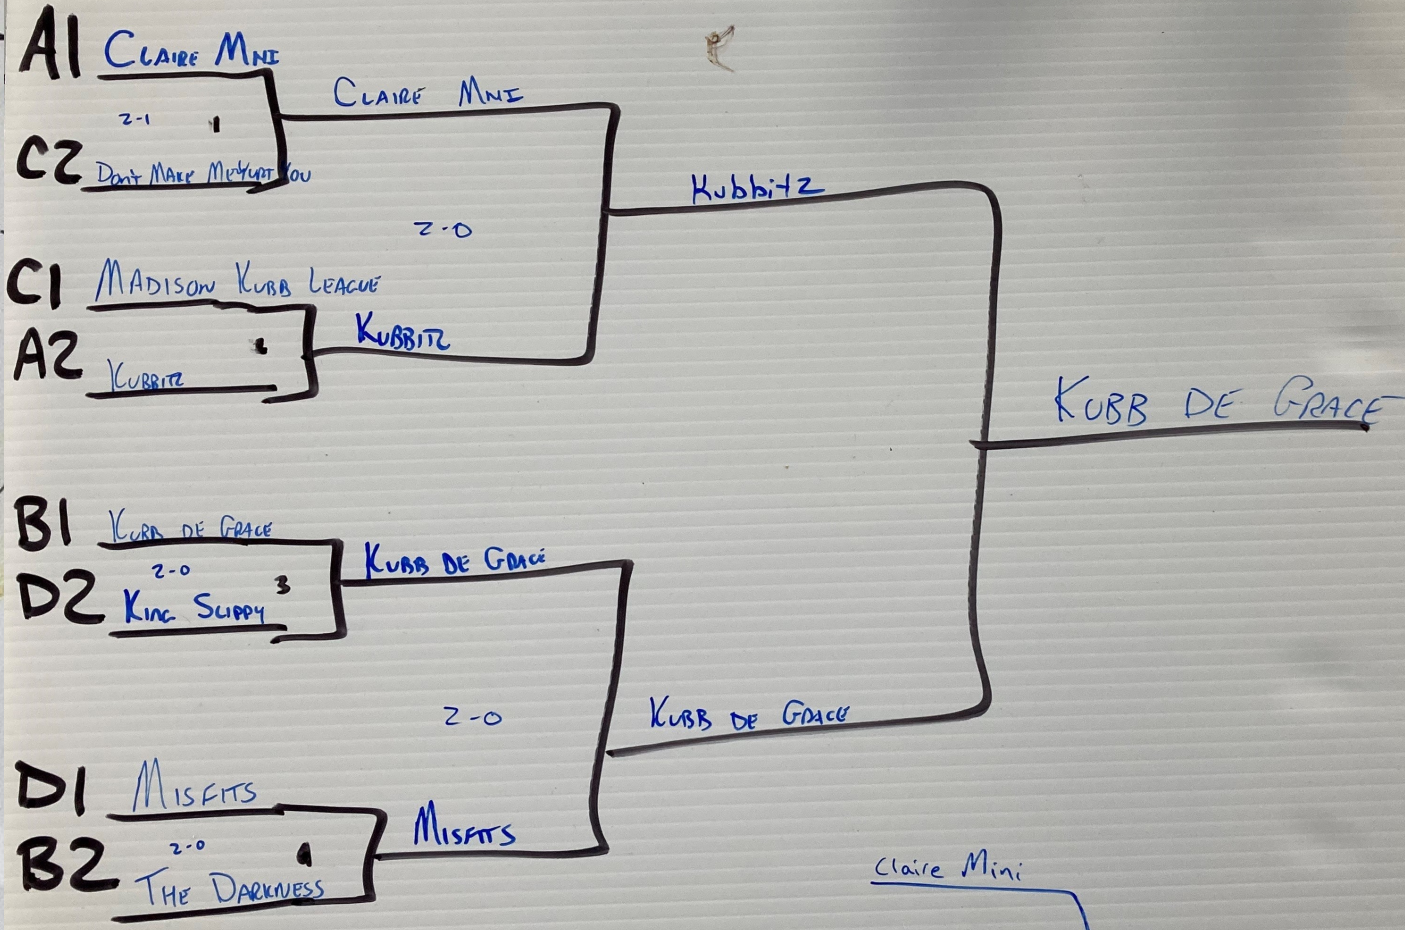 A1 CLAIRE MNI
CLAIRE MNI
2-1 1
C2 Don't MAKE Me Hurt You
Kubbitz
2-0
C1 MADISON KUBB LEAGUE
KUBBITZ
A2 2
KUBBITZ
KUBB DE GRACE
B1 KUBB DE GRACE
KUBB DE GRACE
2-0 3
D2 KING SLIPPY
2-0
KUBB DE GRACE
D1 MISFITS
MISFITS
2-0 4
B2 THE DARKNESS
Claire Mini